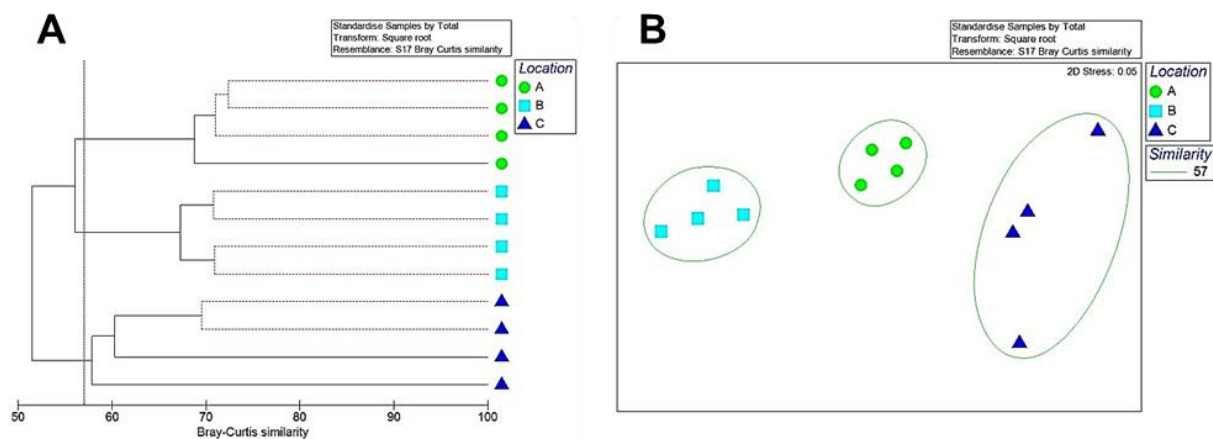 A
Standardise Samples by Total
Transform: Square root
Resemblance: S17 Bray Curtis similarity
Location
A
B
C
50
60
70
80
90
100
Bray-Curtis similarity
B
Standardise Samples by Total
Transform: Square root
Resemblance: S17 Bray Curtis similarity
2D Stress: 0.05
Location
A
B
C
Similarity
57